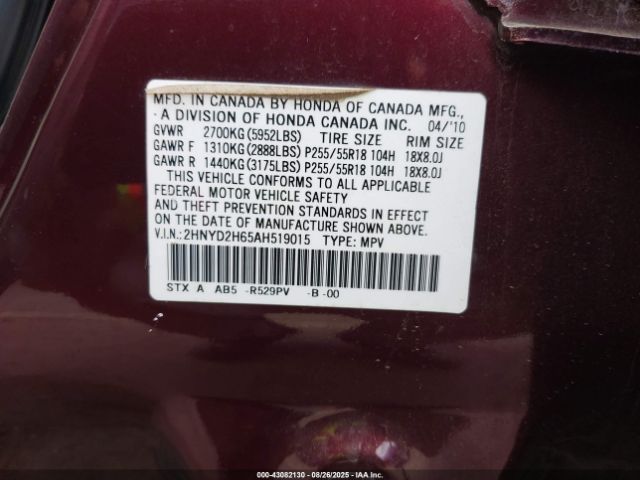 MFD. IN CANADA BY HONDA OF CANADA MFG.,
A DIVISION OF HONDA CANADA INC. 04/'10
GVWR 2700KG(5952LBS) TIRE SIZE RIM SIZE
GAWR F 1310KG(2888LBS) P255/55R18 104H 18X8.0J
GAWR R 1440KG(3175LBS) P255/55R18 104H 18X8.0J
THIS VEHICLE CONFORMS TO ALL APPLICABLE
FEDERAL MOTOR VEHICLE SAFETY
AND THEFT PREVENTION STANDARDS IN EFFECT
ON THE DATE OF MANUFACTURE SHOWN ABOVE.
V.I.N.:2HNYD2H65AH519015 TYPE: MPV
STX A AB5 -R529PV -B-00
000-43082130 - 08/26/2025 - IAAI.COM